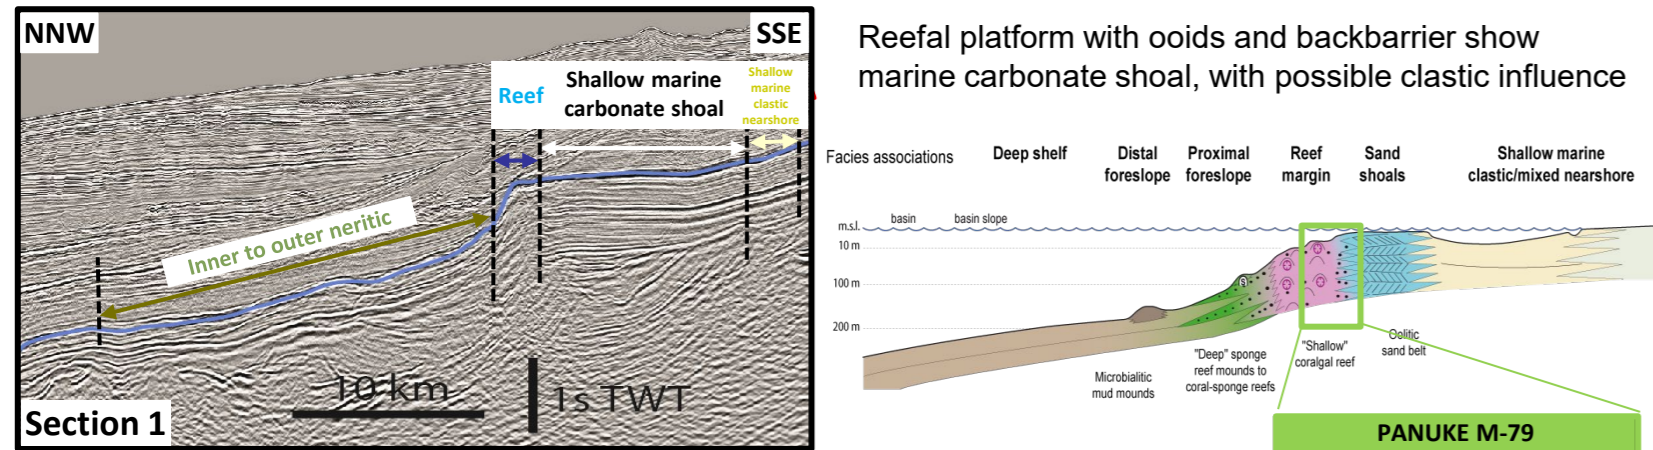 NNW
SSE
Reef
Shallow marine
carbonate shoal
Shallow
marine
clastic
nearshore
Inner to outer neritic
10 km
1s TWT
Section 1
Reefal platform with ooids and backbarrier show
marine carbonate shoal, with possible clastic influence
Facies associations
Deep shelf
Distal
foreslope
Proximal
foreslope
Reef
margin
Sand
shoals
Shallow marine
clastic/mixed nearshore
m.s.l.
basin
basin slope
10 m
100 m
200 m
S
Microbialitic
mud mounds
"Deep" sponge
reef mounds to
coral-sponge reefs
"Shallow"
coralgal reef
Oolitic
sand belt
PANUKE M-79